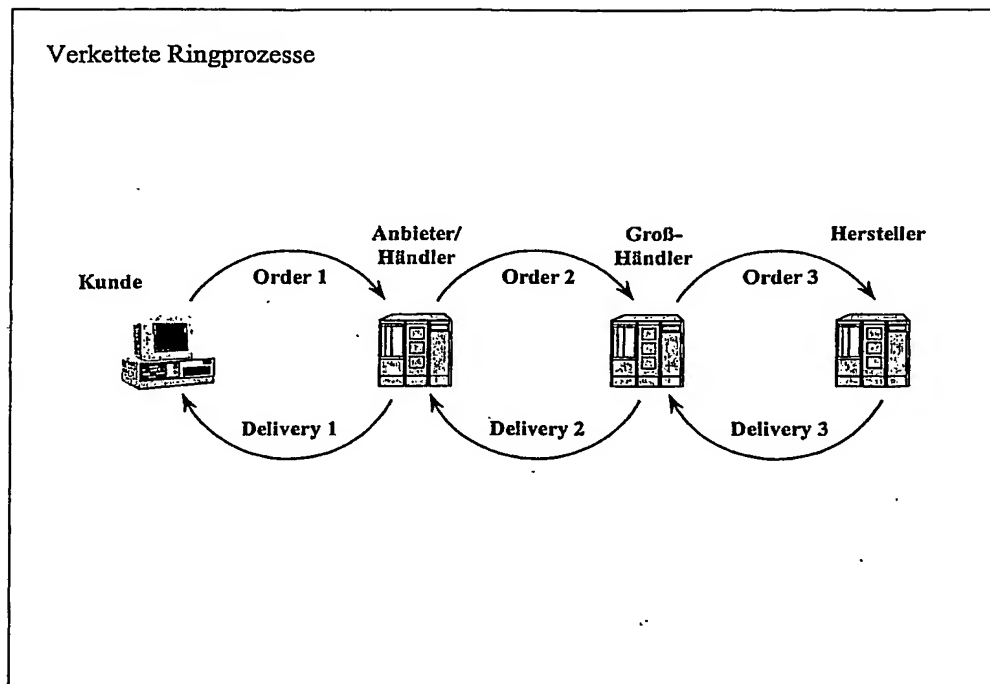 Verkettete Ringprozesse
Kunde
Order 1
Anbieter/
Händler
Order 2
Groß-
Händler
Order 3
Hersteller
Delivery 1
Delivery 2
Delivery 3